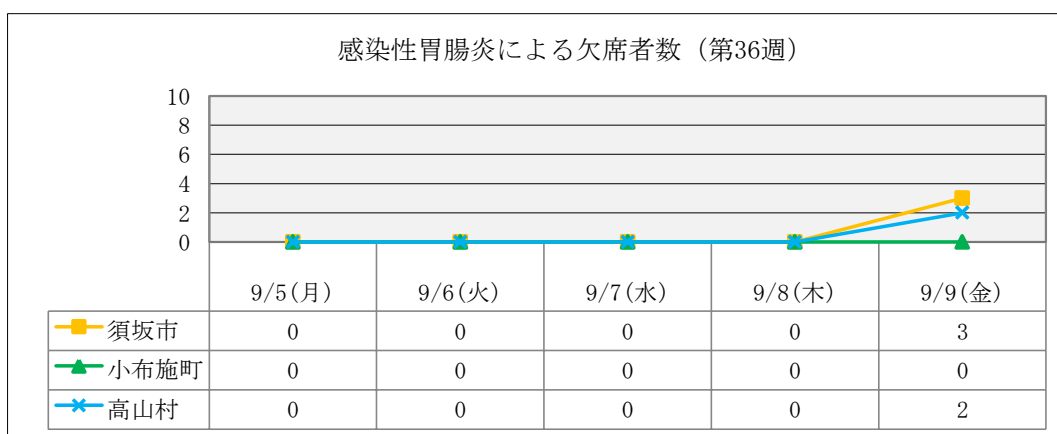 感染性胃腸炎による欠席者数（第36週）
10
8
6
4
2
0
9/5(月) 9/6(火) 9/7(水) 9/8(木) 9/9(金)
須坂市 0 0 0 0 3
小布施町 0 0 0 0 0
高山村 0 0 0 0 2